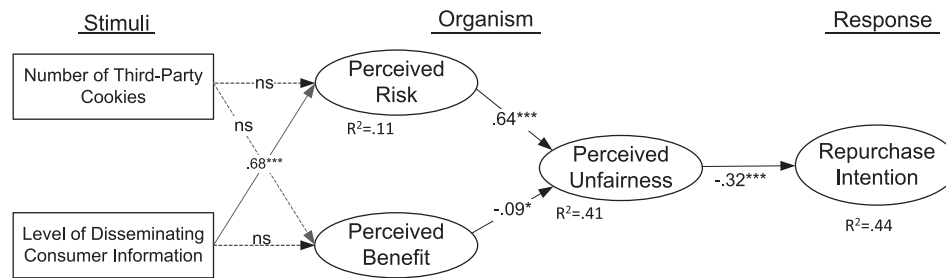 Stimuli
Organism
Response
Number of Third-Party
Cookies
ns
Perceived
Risk
R²=.11
ns
.64***
.68***
Perceived
Unfairness
R²=.41
-.32***
Repurchase
Intention
R²=.44
-.09*
Level of Disseminating
Consumer Information
ns
Perceived
Benefit